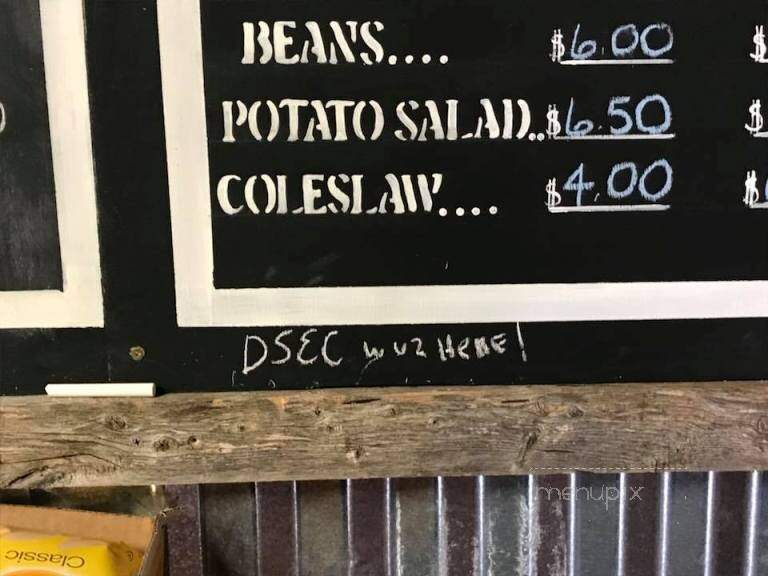 BEANS.... $6.00 $
POTATO SALAD.. $6.50 $
COLESLAW.... $4.00 $
DSEC wuz HERE!
menupix
Classic